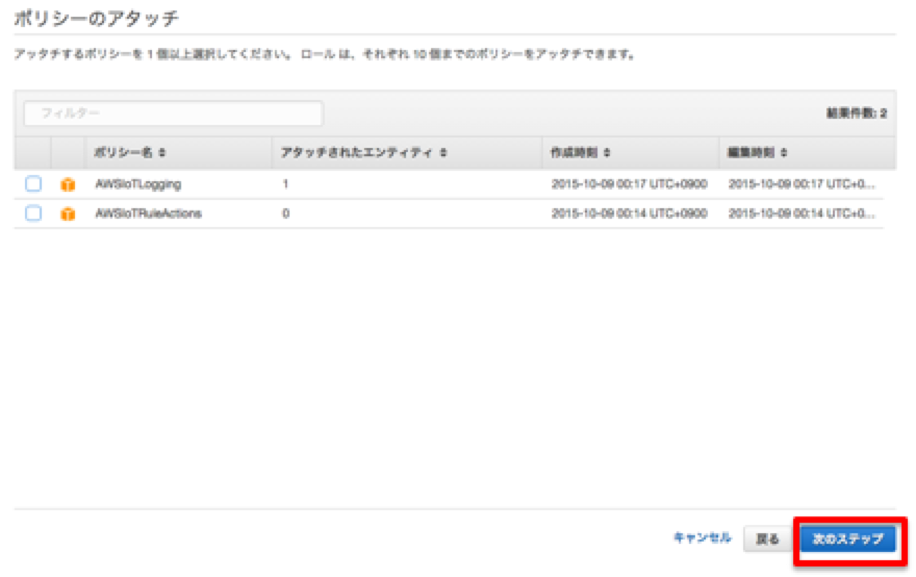 ポリシーのアタッチ
アッタチするポリシーを 1 個以上選択してください。 ロール は、それぞれ 10 個までのポリシーをアッタチできます。
フィルター 結果件数: 2
ポリシー名 アタッチされたエンティティ 作成時刻 編集時刻
AWSIoTLogging 1 2015-10-09 00:17 UTC+0900 2015-10-09 00:17 UTC+0...
AWSIoTRuleActions 0 2015-10-09 00:14 UTC+0900 2015-10-09 00:14 UTC+0...
キャンセル 戻る 次のステップ